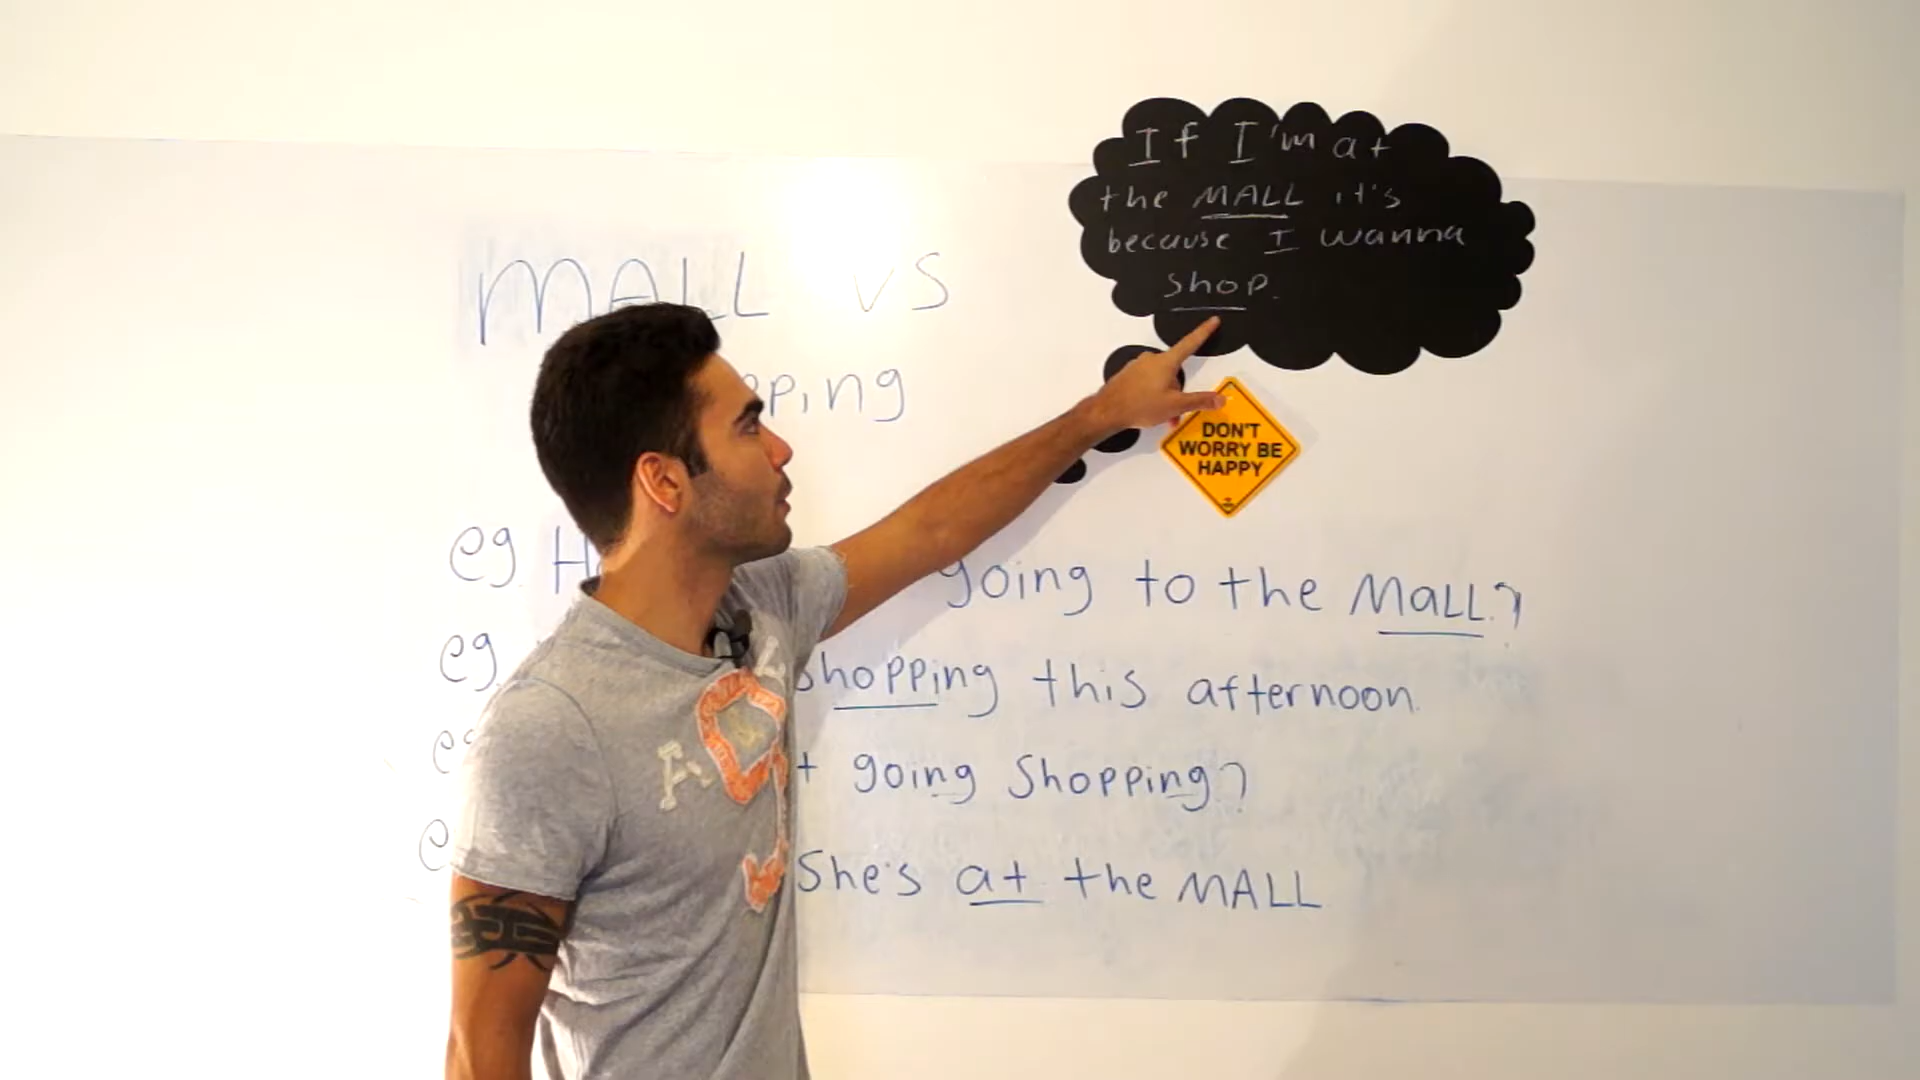 If I'm at
the MALL it's
because I wanna
shop.
MALL vs
pping
DON'T
WORRY BE
HAPPY
eg going to the MALL?
eg shopping this afternoon.
going Shopping?
She's at the MALL